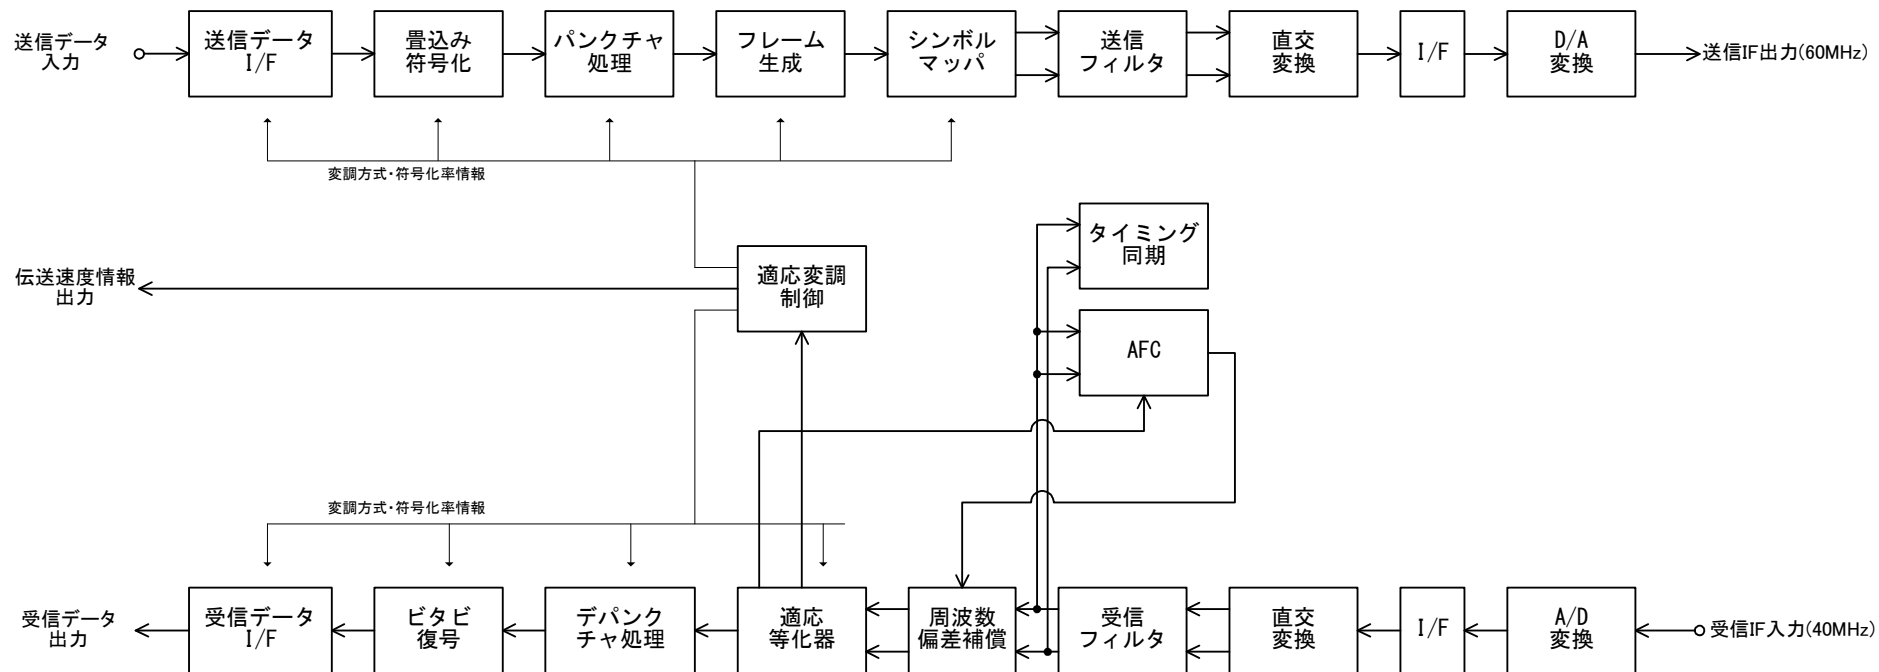 送信データ
入力
送信データ
I/F
畳込み
符号化
パンクチャ
処理
フレーム
生成
シンボル
マッパ
送信
フィルタ
直交
変換
I/F
D/A
変換
送信IF出力(60MHz)
変調方式・符号化率情報
タイミング
同期
伝送速度情報
出力
適応変調
制御
AFC
変調方式・符号化率情報
受信データ
出力
受信データ
I/F
ビタビ
復号
デパンク
チャ処理
適応
等化器
周波数
偏差補償
受信
フィルタ
直交
変換
I/F
A/D
変換
受信IF入力(40MHz)